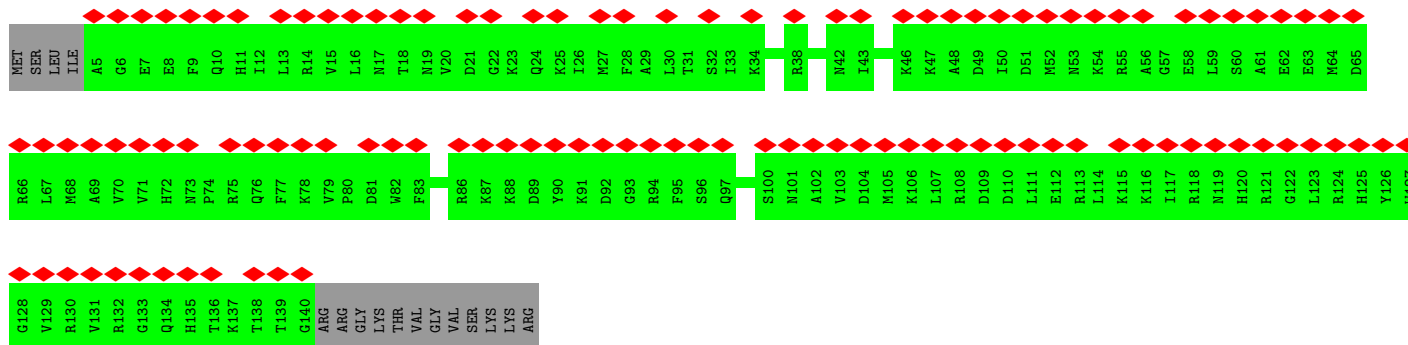 MET SER LEU ILE A5 G6 E7 E8 F9 Q10 H11 I12 L13 R14 V15 L16 N17 T18 N19 V20 D21 G22 K23 Q24 K25 I26 M27 F28 A29 L30 T31 S32 I33 K34 R38 N42 I43 K46 K47 A48 D49 I50 D51 M52 N53 K54 R55 A56 G57 E58 L59 S60 A61 E62 E63 M64 D65
R66 L67 M68 A69 V70 V71 H72 N73 P74 R75 Q76 F77 K78 V79 P80 D81 W82 F83 R86 K87 K88 D89 Y90 K91 D92 G93 R94 F95 S96 Q97 S100 N101 A102 V103 D104 M105 K106 L107 R108 D109 D110 L111 E112 R113 L114 K115 K116 I117 R118 N119 H120 R121 G122 L123 R124 H125 Y126
G128 V129 R130 V131 R132 G133 Q134 H135 T136 K137 T138 T139 G140 ARG ARG GLY LYS THR VAL GLY VAL SER LYS LYS ARG